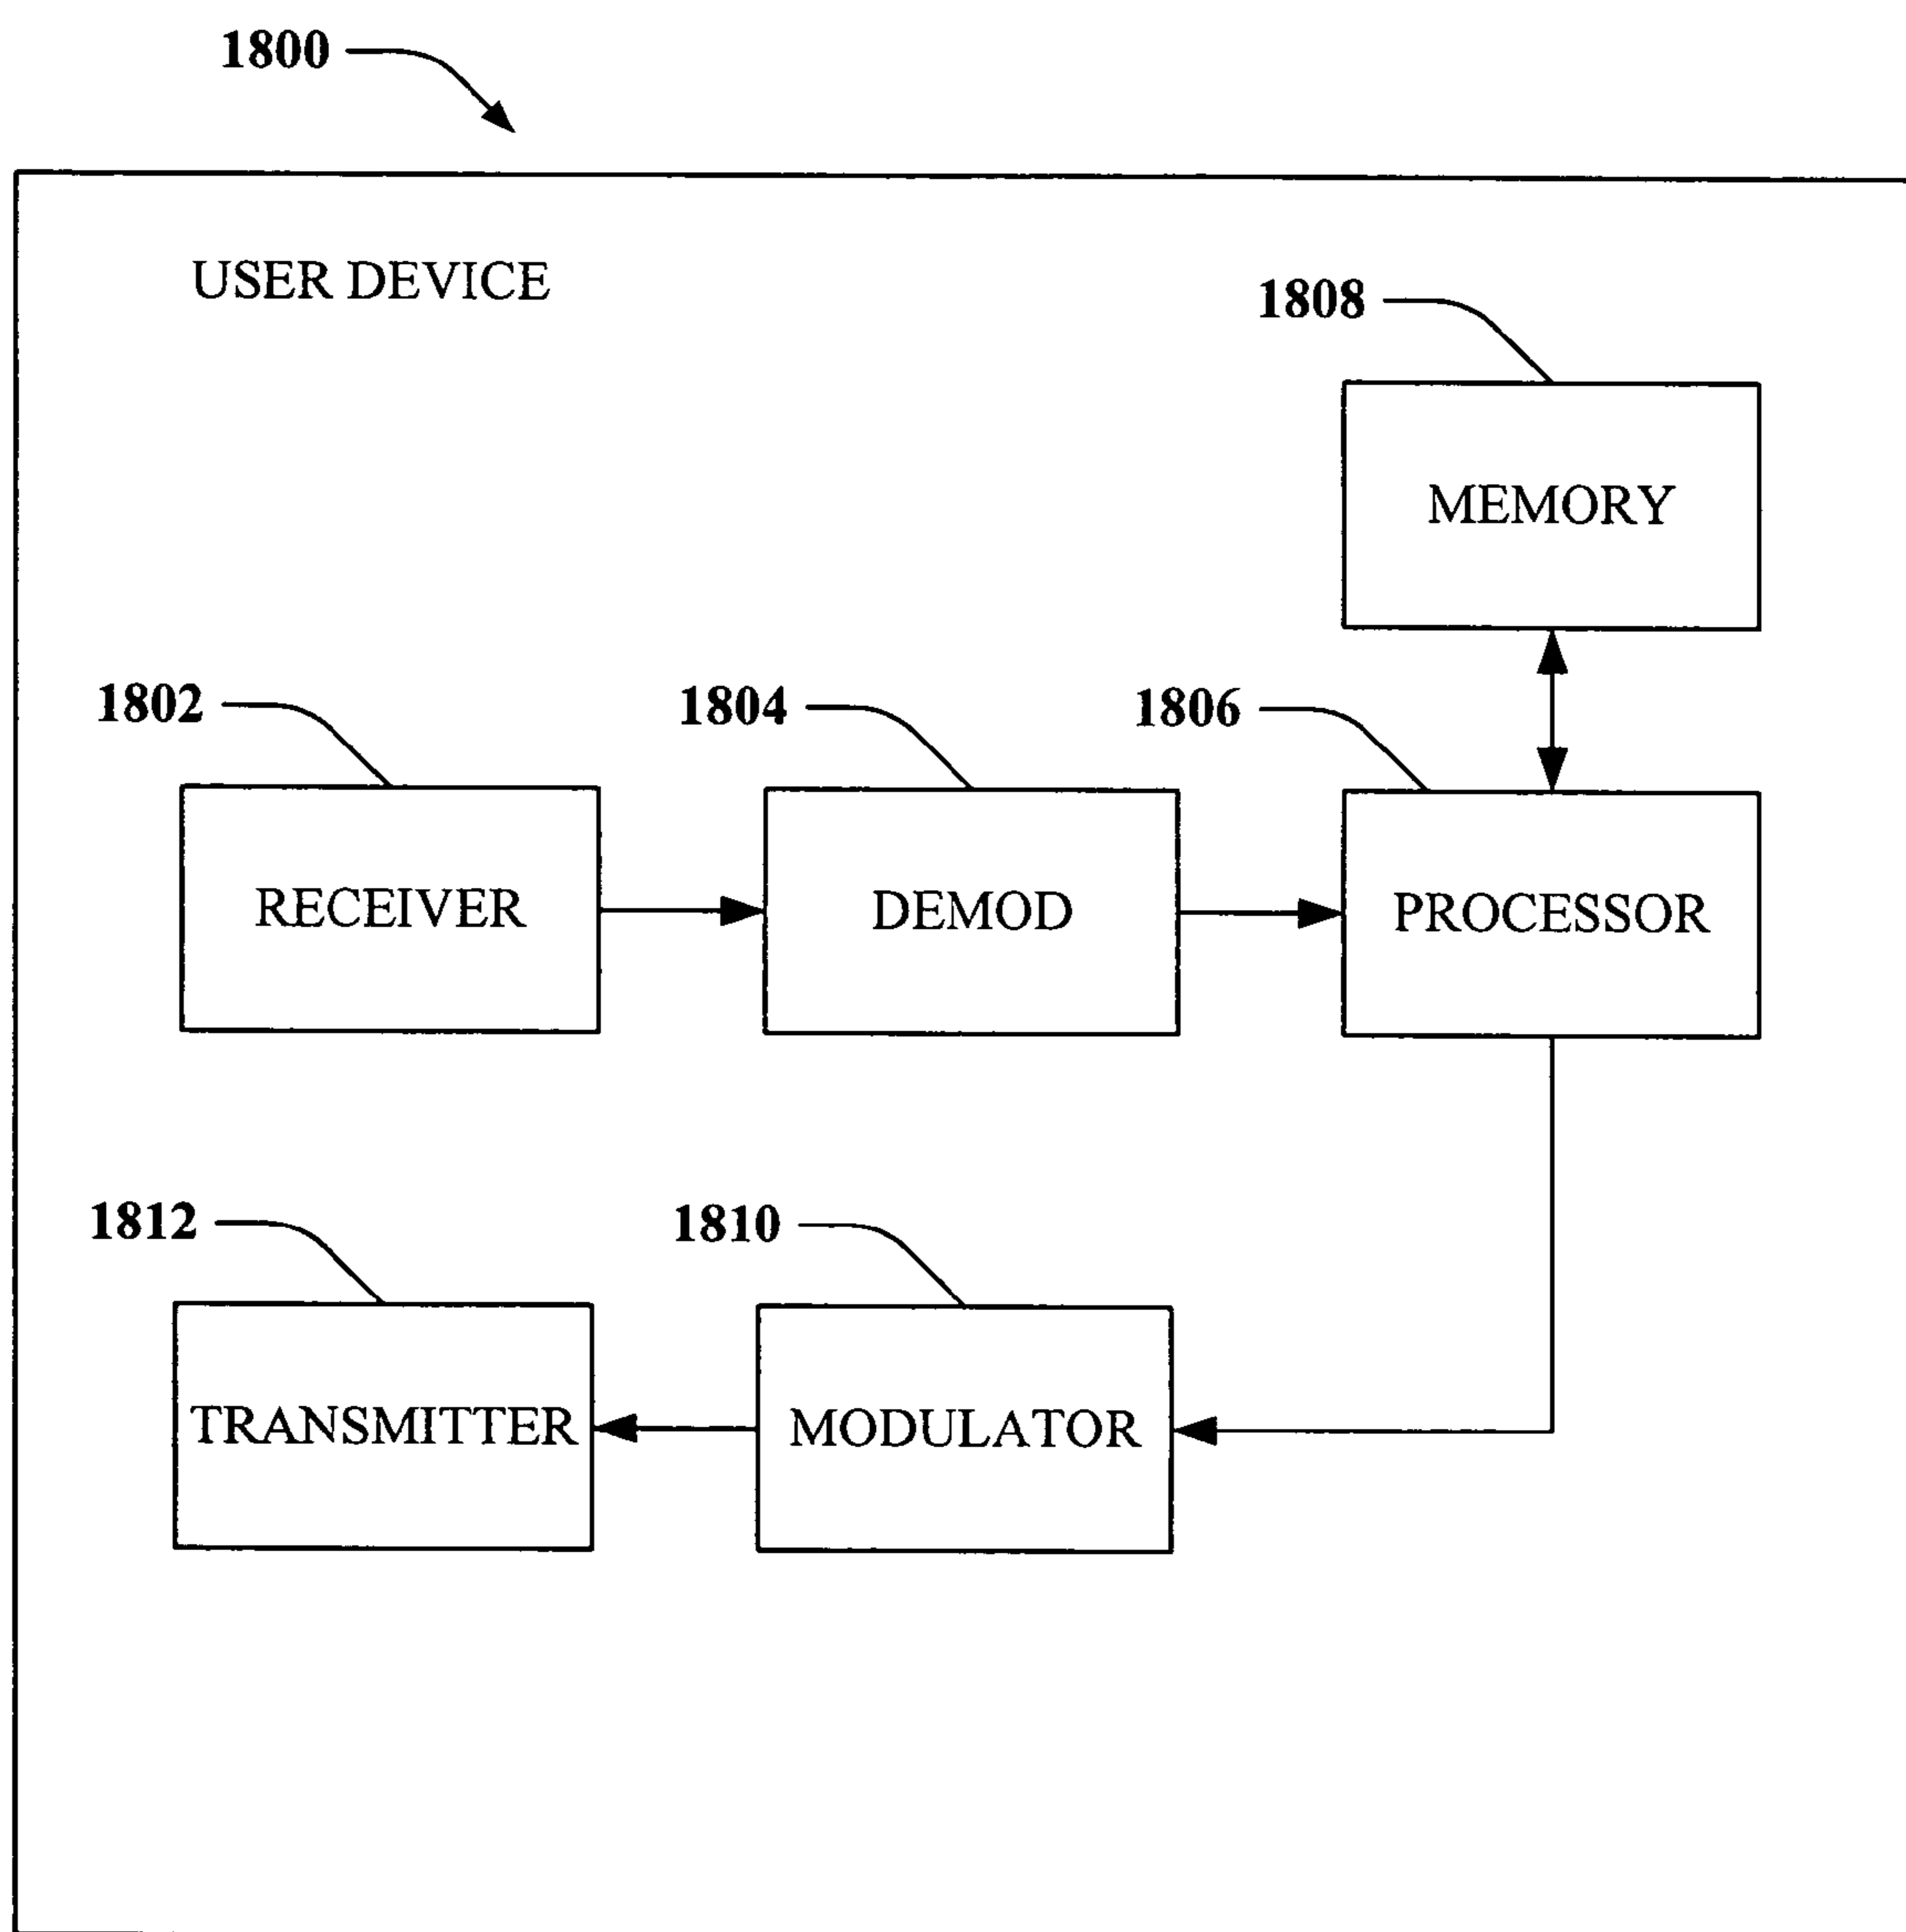 1800
USER DEVICE
1808
MEMORY
1802
1804
1806
RECEIVER
DEMOD
PROCESSOR
1812
1810
TRANSMITTER
MODULATOR